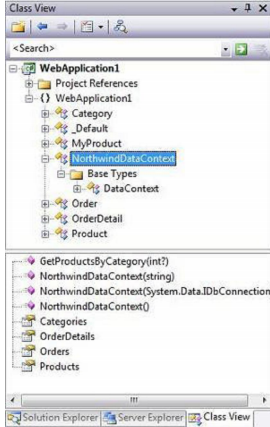 Class View
<Search>
WebApplication1
Project References
{} WebApplication1
Category
_Default
MyProduct
NorthwindDataContext
Base Types
DataContext
Order
OrderDetail
Product
GetProductsByCategory(int?)
NorthwindDataContext(string)
NorthwindDataContext(System.Data.IDbConnection
NorthwindDataContext()
Categories
OrderDetails
Orders
Products
Solution Explorer Server Explorer Class View